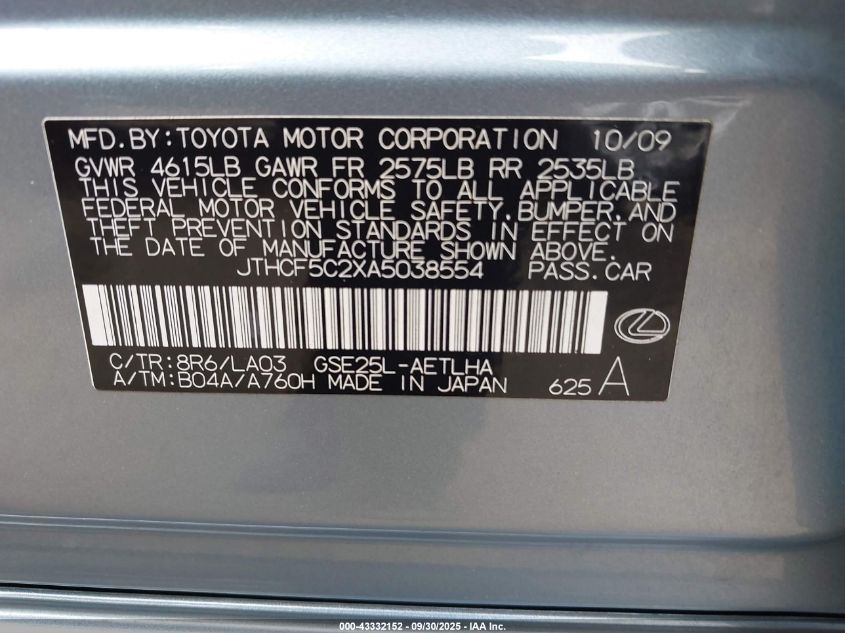 MFD.BY:TOYOTA MOTOR CORPORATION 10/09
GVWR 4615LB GAWR FR 2575LB RR 2535LB
THIS VEHICLE CONFORMS TO ALL APPLICABLE
FEDERAL MOTOR VEHICLE SAFETY,BUMPER,AND
THEFT PREVENTION STANDARDS IN EFFECT ON
THE DATE OF MANUFACTURE SHOWN ABOVE.
JTHCF5C2XA5038554 PASS.CAR
C/TR:8R6/LA03 GSE25L-AETLHA
A/TM:B04A/A760H MADE IN JAPAN 625 A
000-43332152 - 09/30/2025 - IAA Inc.